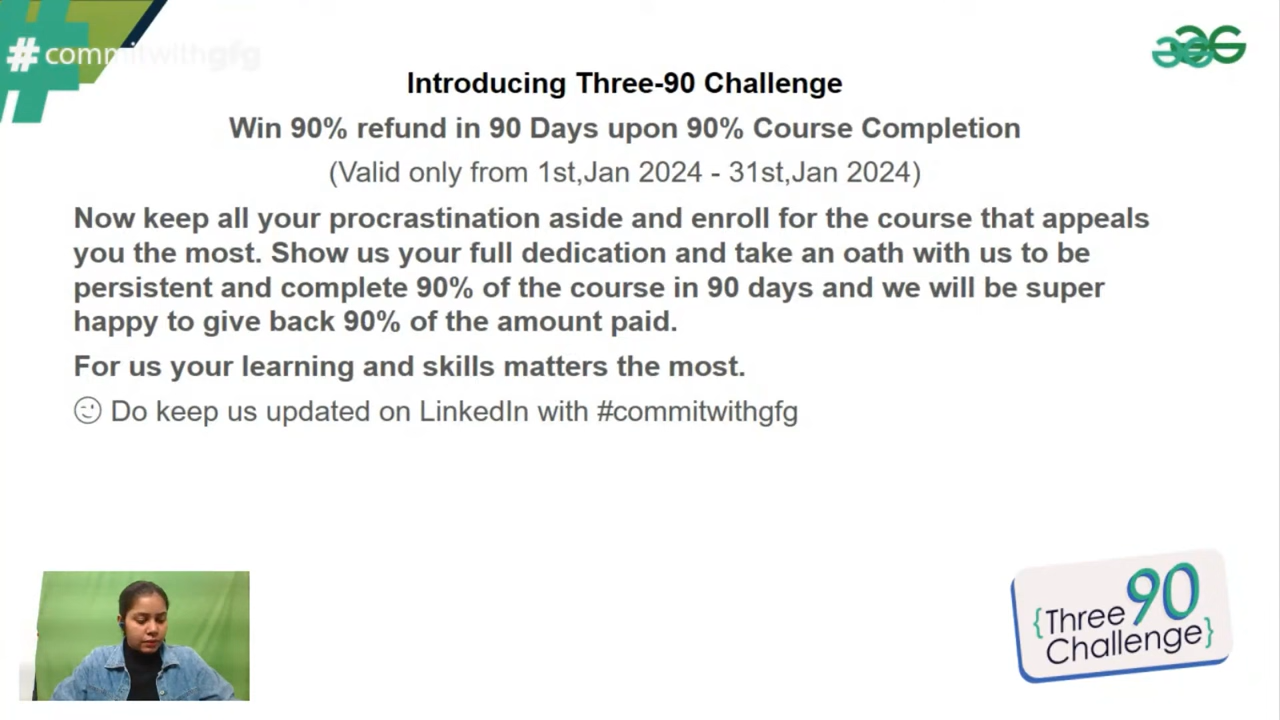 #commitwithgfg
Introducing Three-90 Challenge
Win 90% refund in 90 Days upon 90% Course Completion
(Valid only from 1st,Jan 2024 - 31st,Jan 2024)
Now keep all your procrastination aside and enroll for the course that appeals
you the most. Show us your full dedication and take an oath with us to be
persistent and complete 90% of the course in 90 days and we will be super
happy to give back 90% of the amount paid.
For us your learning and skills matters the most.
😉 Do keep us updated on LinkedIn with #commitwithgfg
{Three 90
Challenge}